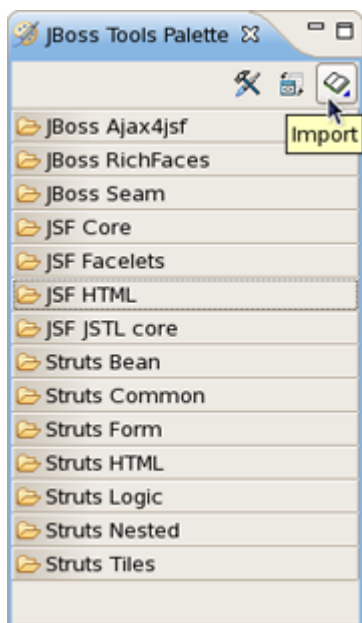 JBoss Tools Palette
Import
JBoss Ajax4jsf
JBoss RichFaces
JBoss Seam
JSF Core
JSF Facelets
JSF HTML
JSF JSTL core
Struts Bean
Struts Common
Struts Form
Struts HTML
Struts Logic
Struts Nested
Struts Tiles